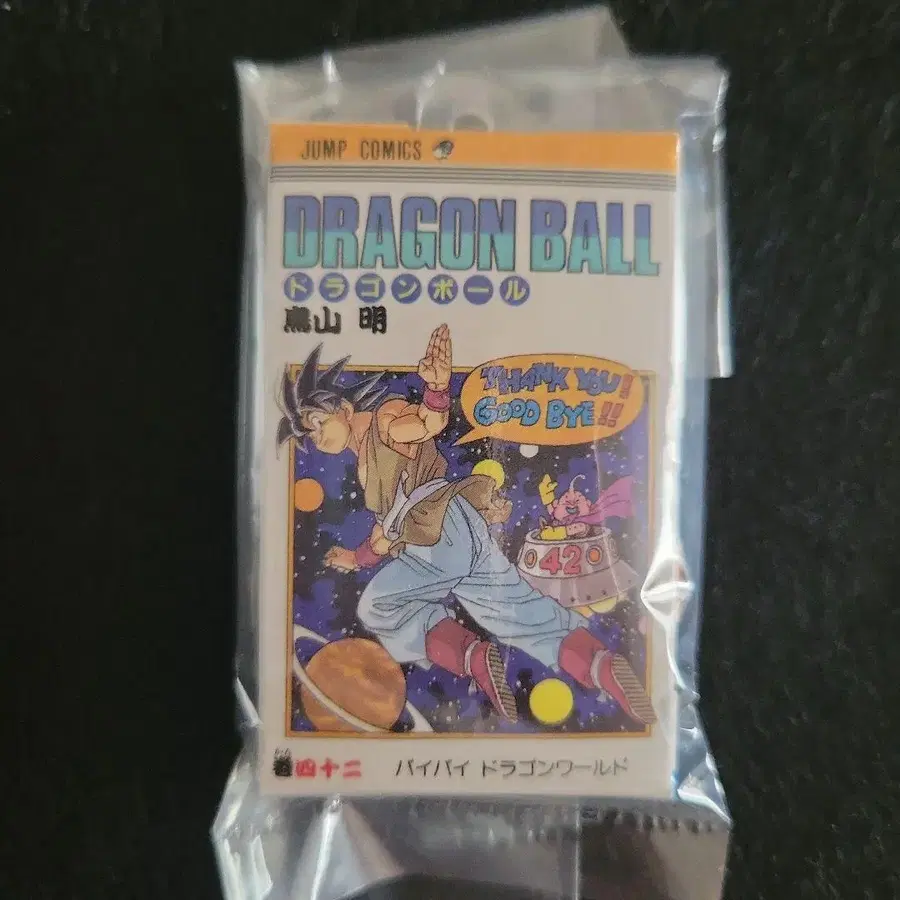 JUMP COMICS
DRAGON BALL
ドラゴンボール
鳥山 明
THANK YOU!
GOOD BYE!!
42
巻四十二 バイバイ ドラゴンワールド